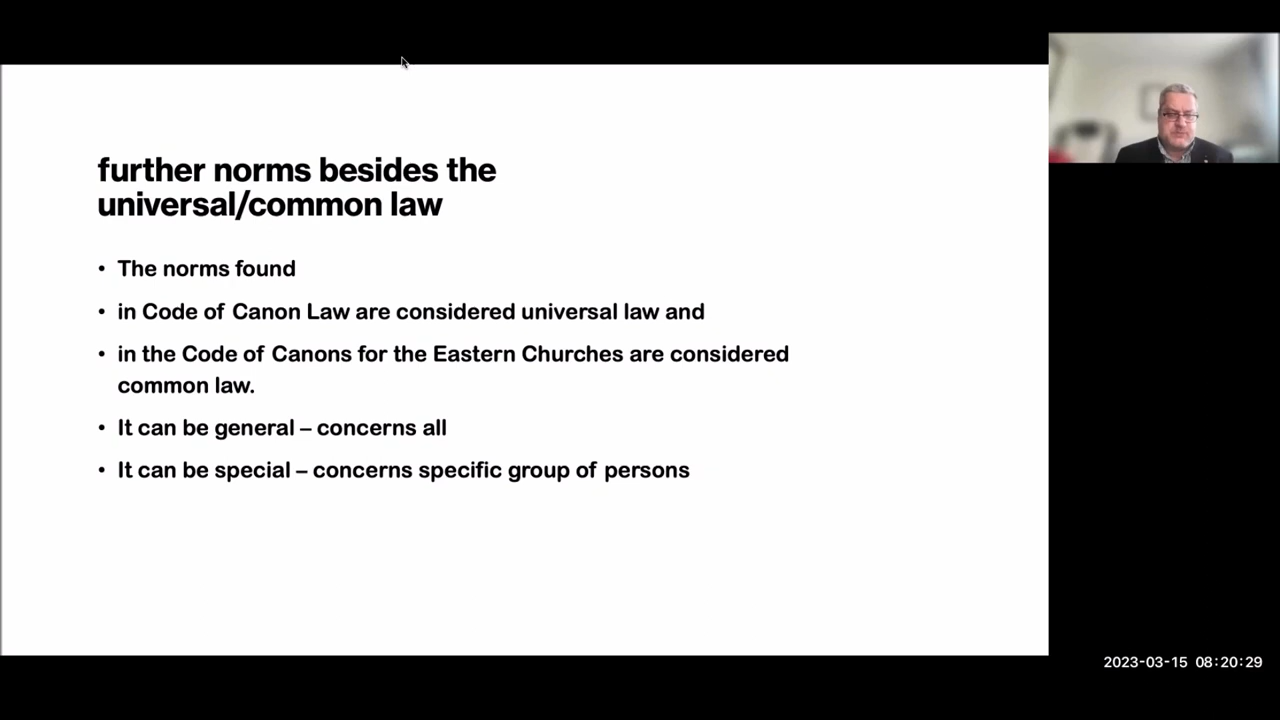 further norms besides the
universal/common law
• The norms found
• in Code of Canon Law are considered universal law and
• in the Code of Canons for the Eastern Churches are considered
common law.
• It can be general – concerns all
• It can be special – concerns specific group of persons
2023-03-15 08:20:29